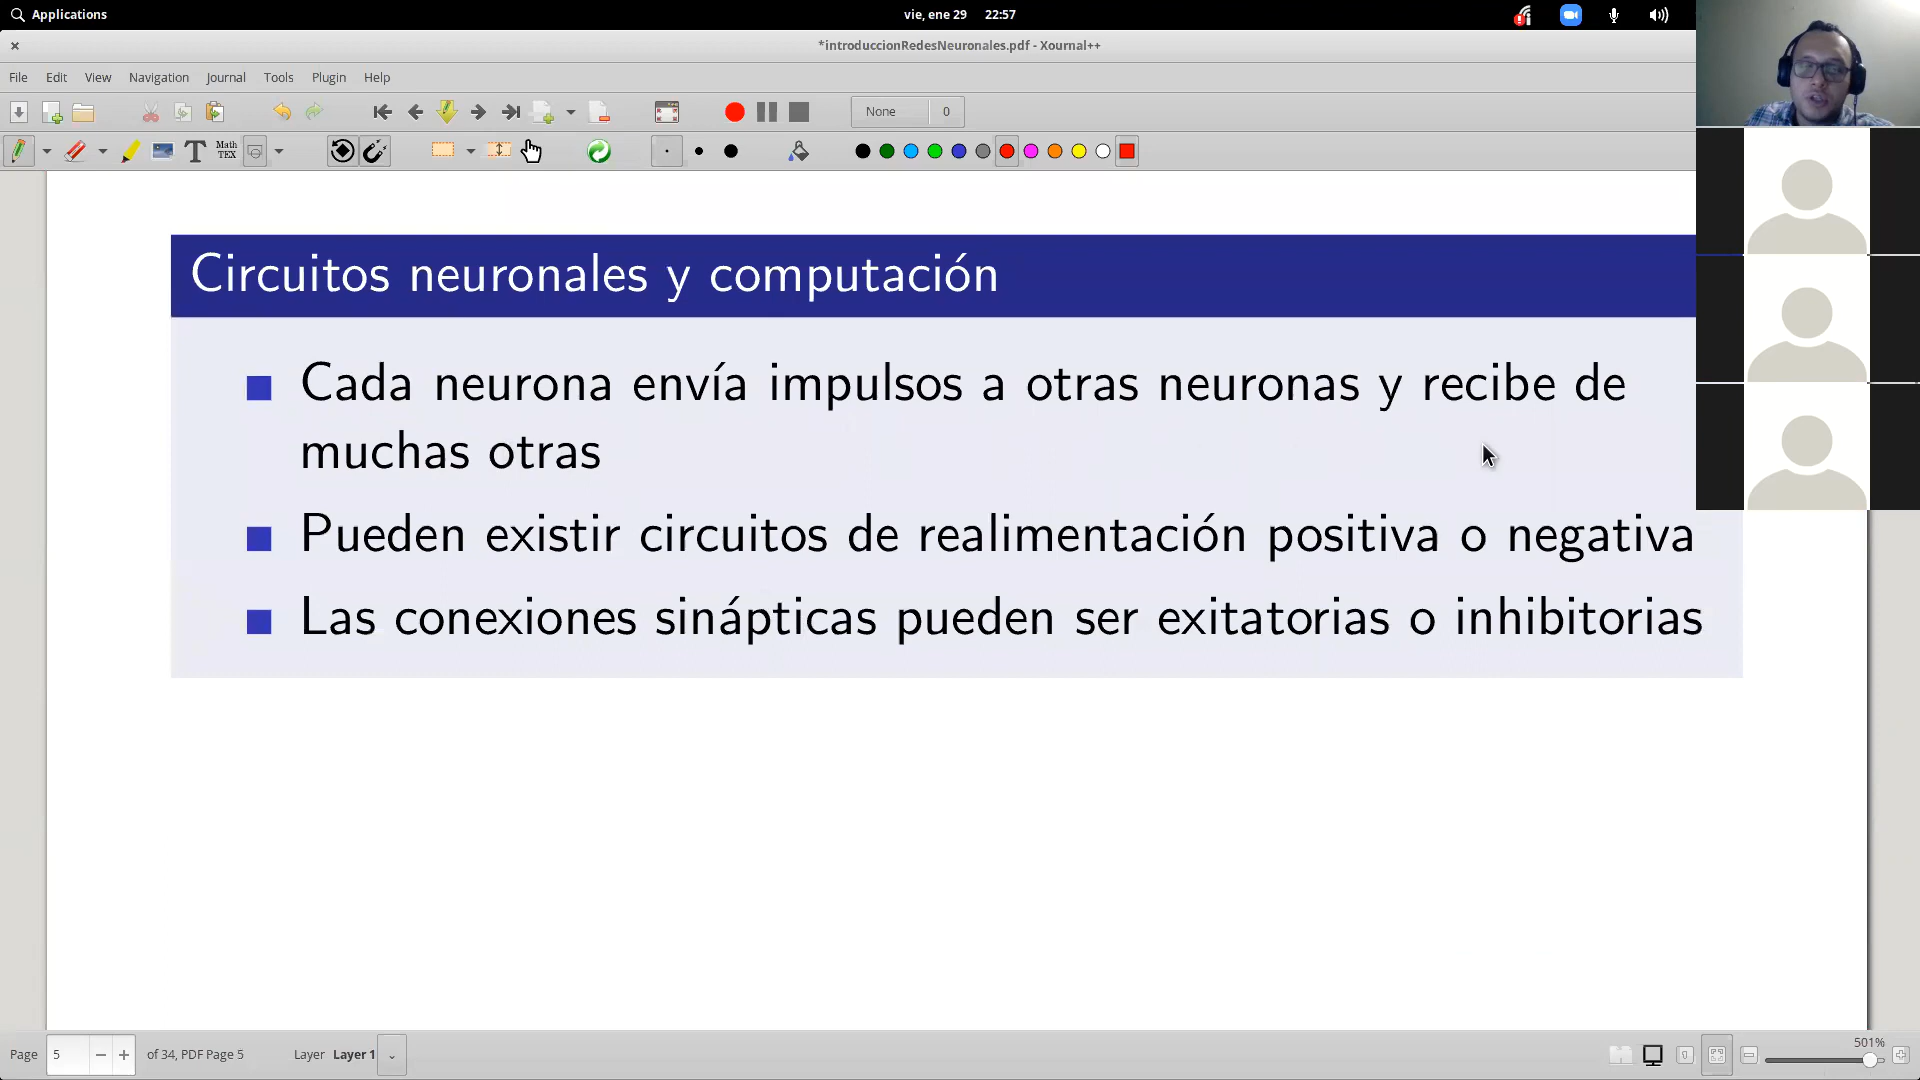 Applications
vie, ene 29 22:57
*introduccionRedesNeuronales.pdf - Xournal++
File Edit View Navigation Journal Tools Plugin Help
None 0
T Math TEX
Circuitos neuronales y computación
Cada neurona envía impulsos a otras neuronas y recibe de
muchas otras
Pueden existir circuitos de realimentación positiva o negativa
Las conexiones sinápticas pueden ser exitatorias o inhibitorias
Page 5 of 34, PDF Page 5 Layer Layer 1
501%